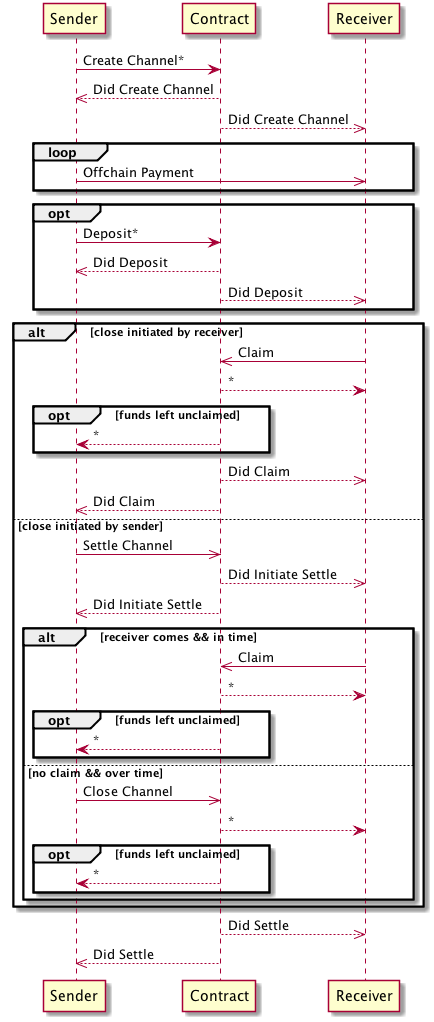 Sender Contract Receiver
Create Channel*
Did Create Channel
Did Create Channel
loop
Offchain Payment
opt
Deposit*
Did Deposit
Did Deposit
alt [close initiated by receiver]
Claim
*
opt [funds left unclaimed]
*
Did Claim
Did Claim
[close initiated by sender]
Settle Channel
Did Initiate Settle
Did Initiate Settle
alt [receiver comes && in time]
Claim
*
opt [funds left unclaimed]
*
[no claim && over time]
Close Channel
*
opt [funds left unclaimed]
*
Did Settle
Did Settle
Sender Contract Receiver